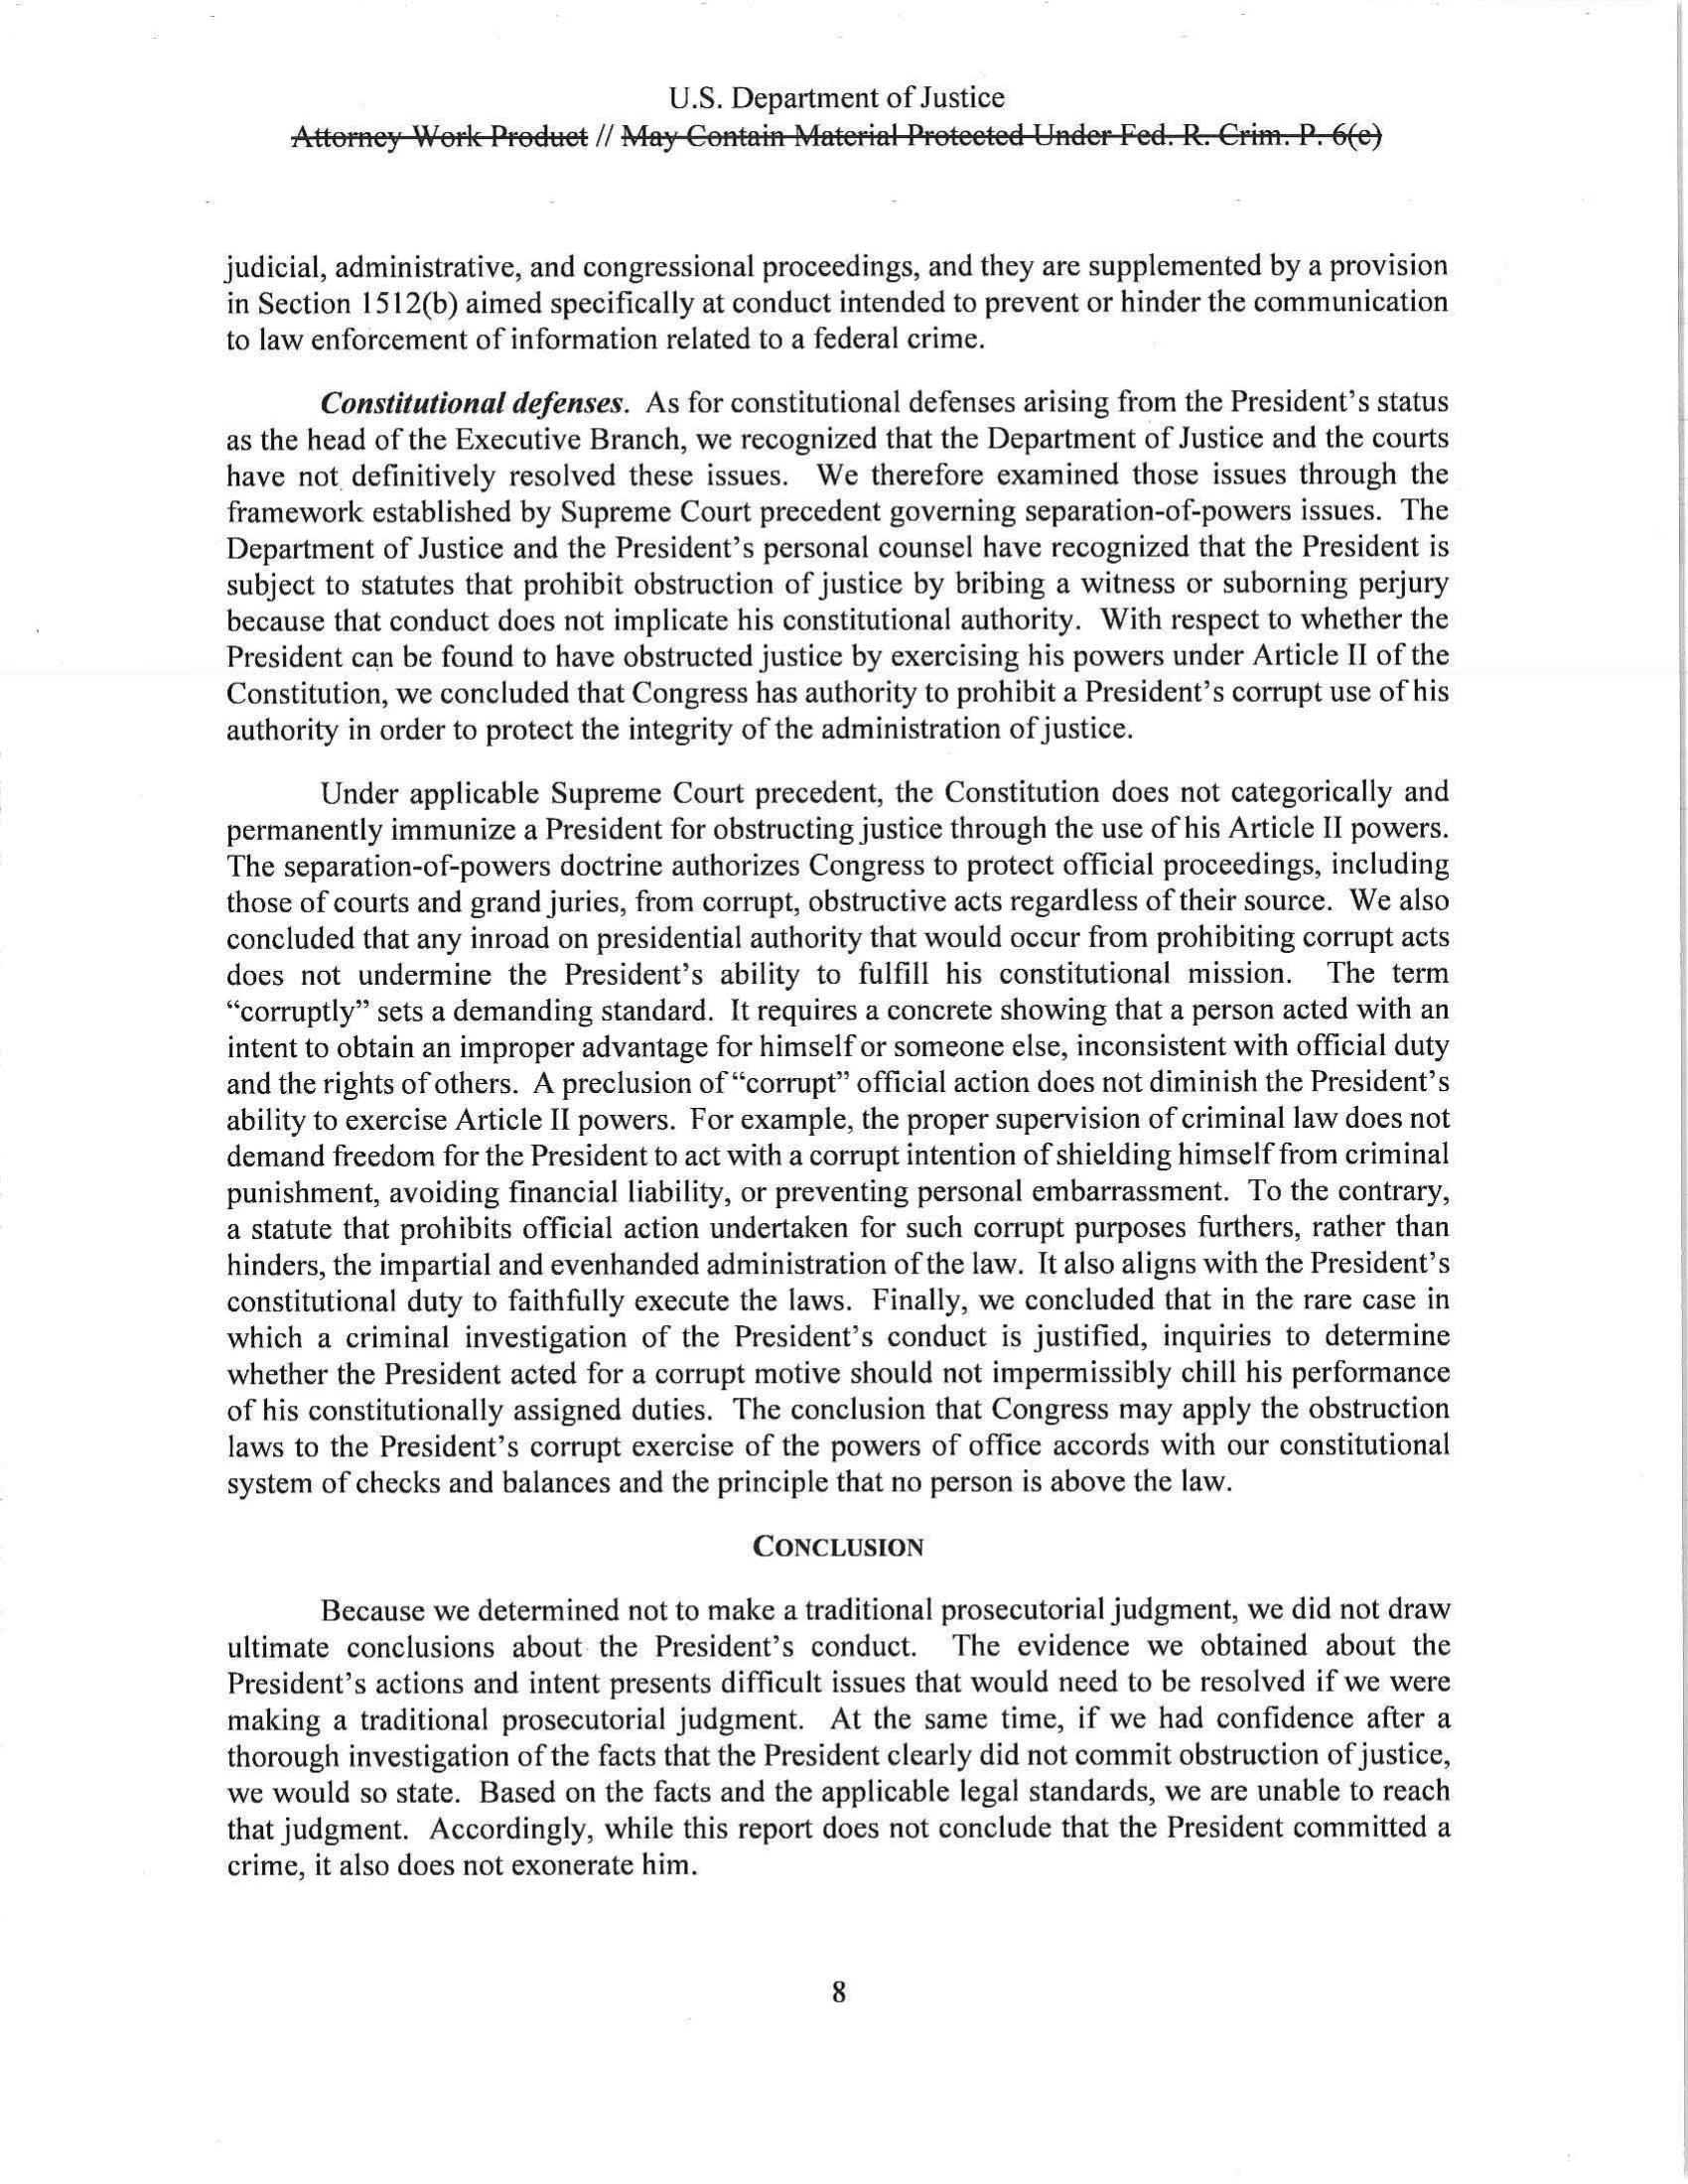 U.S. Department of Justice
Attorney Work Product // May Contain Material Protected Under Fed. R. Crim. P. 6(e)
judicial, administrative, and congressional proceedings, and they are supplemented by a provision
in Section 1512(b) aimed specifically at conduct intended to prevent or hinder the communication
to law enforcement of information related to a federal crime.
Constitutional defenses. As for constitutional defenses arising from the President's status
as the head of the Executive Branch, we recognized that the Department of Justice and the courts
have not definitively resolved these issues. We therefore examined those issues through the
framework established by Supreme Court precedent governing separation-of-powers issues. The
Department of Justice and the President's personal counsel have recognized that the President is
subject to statutes that prohibit obstruction of justice by bribing a witness or suborning perjury
because that conduct does not implicate his constitutional authority. With respect to whether the
President can be found to have obstructed justice by exercising his powers under Article II of the
Constitution, we concluded that Congress has authority to prohibit a President's corrupt use of his
authority in order to protect the integrity of the administration of justice.
Under applicable Supreme Court precedent, the Constitution does not categorically and
permanently immunize a President for obstructing justice through the use of his Article II powers.
The separation-of-powers doctrine authorizes Congress to protect official proceedings, including
those of courts and grand juries, from corrupt, obstructive acts regardless of their source. We also
concluded that any inroad on presidential authority that would occur from prohibiting corrupt acts
does not undermine the President's ability to fulfill his constitutional mission. The term
"corruptly" sets a demanding standard. It requires a concrete showing that a person acted with an
intent to obtain an improper advantage for himself or someone else, inconsistent with official duty
and the rights of others. A preclusion of "corrupt" official action does not diminish the President's
ability to exercise Article II powers. For example, the proper supervision of criminal law does not
demand freedom for the President to act with a corrupt intention of shielding himself from criminal
punishment, avoiding financial liability, or preventing personal embarrassment. To the contrary,
a statute that prohibits official action undertaken for such corrupt purposes furthers, rather than
hinders, the impartial and evenhanded administration of the law. It also aligns with the President's
constitutional duty to faithfully execute the laws. Finally, we concluded that in the rare case in
which a criminal investigation of the President's conduct is justified, inquiries to determine
whether the President acted for a corrupt motive should not impermissibly chill his performance
of his constitutionally assigned duties. The conclusion that Congress may apply the obstruction
laws to the President's corrupt exercise of the powers of office accords with our constitutional
system of checks and balances and the principle that no person is above the law.
CONCLUSION
Because we determined not to make a traditional prosecutorial judgment, we did not draw
ultimate conclusions about the President's conduct. The evidence we obtained about the
President's actions and intent presents difficult issues that would need to be resolved if we were
making a traditional prosecutorial judgment. At the same time, if we had confidence after a
thorough investigation of the facts that the President clearly did not commit obstruction of justice,
we would so state. Based on the facts and the applicable legal standards, we are unable to reach
that judgment. Accordingly, while this report does not conclude that the President committed a
crime, it also does not exonerate him.
8